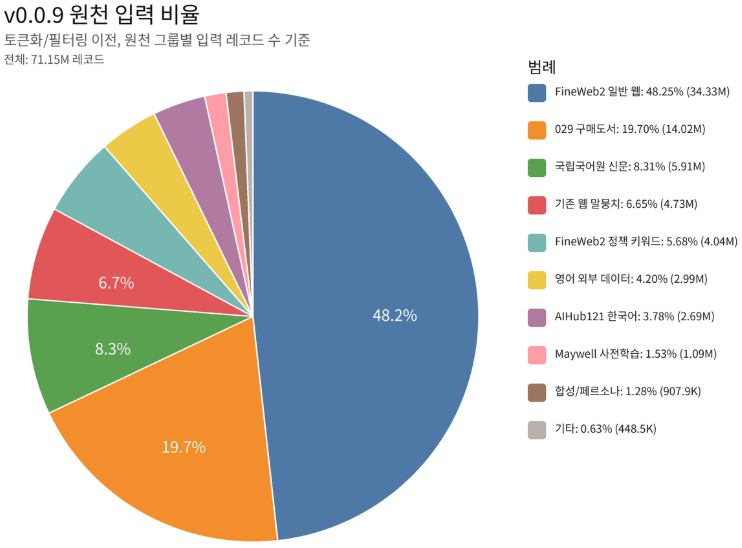 v0.0.9 원천 입력 비율
토큰화/필터링 이전, 원천 그룹별 입력 레코드 수 기준
전체: 71.15M 레코드
범례
FineWeb2 일반 웹: 48.25% (34.33M)
029 구매도서: 19.70% (14.02M)
국립국어원 신문: 8.31% (5.91M)
기존 웹 말뭉치: 6.65% (4.73M)
FineWeb2 정책 키워드: 5.68% (4.04M)
영어 외부 데이터: 4.20% (2.99M)
AIHub121 한국어: 3.78% (2.69M)
Maywell 사전학습: 1.53% (1.09M)
합성/페르소나: 1.28% (907.9K)
기타: 0.63% (448.5K)
6.7%
48.2%
8.3%
19.7%